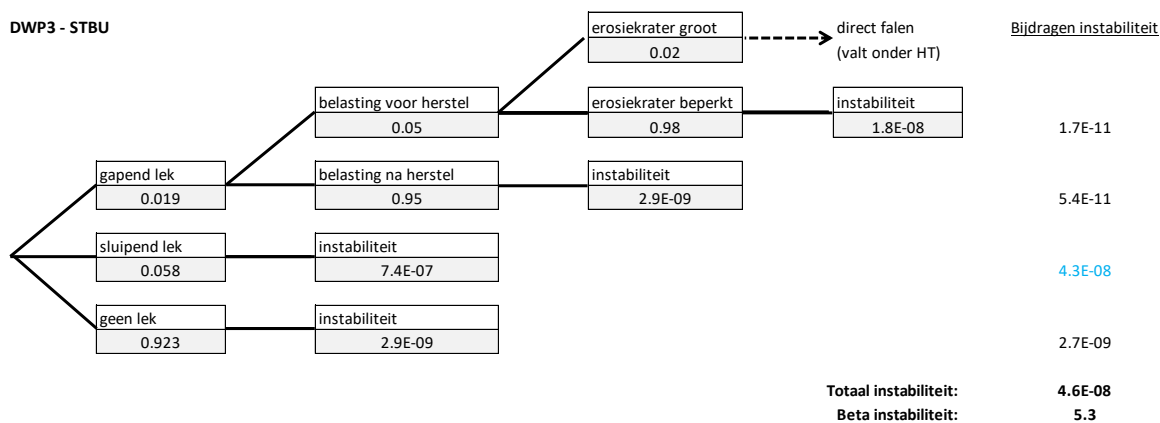 DWP3 - STBU
erosiekrater groot
0.02
direct falen
(valt onder HT)
Bijdragen instabiliteit
belasting voor herstel
0.05
erosiekrater beperkt
0.98
instabiliteit
1.8E-08
1.7E-11
gapend lek
0.019
belasting na herstel
0.95
instabiliteit
2.9E-09
5.4E-11
sluipend lek
0.058
instabiliteit
7.4E-07
4.3E-08
geen lek
0.923
instabiliteit
2.9E-09
2.7E-09
Totaal instabiliteit: 4.6E-08
Beta instabiliteit: 5.3